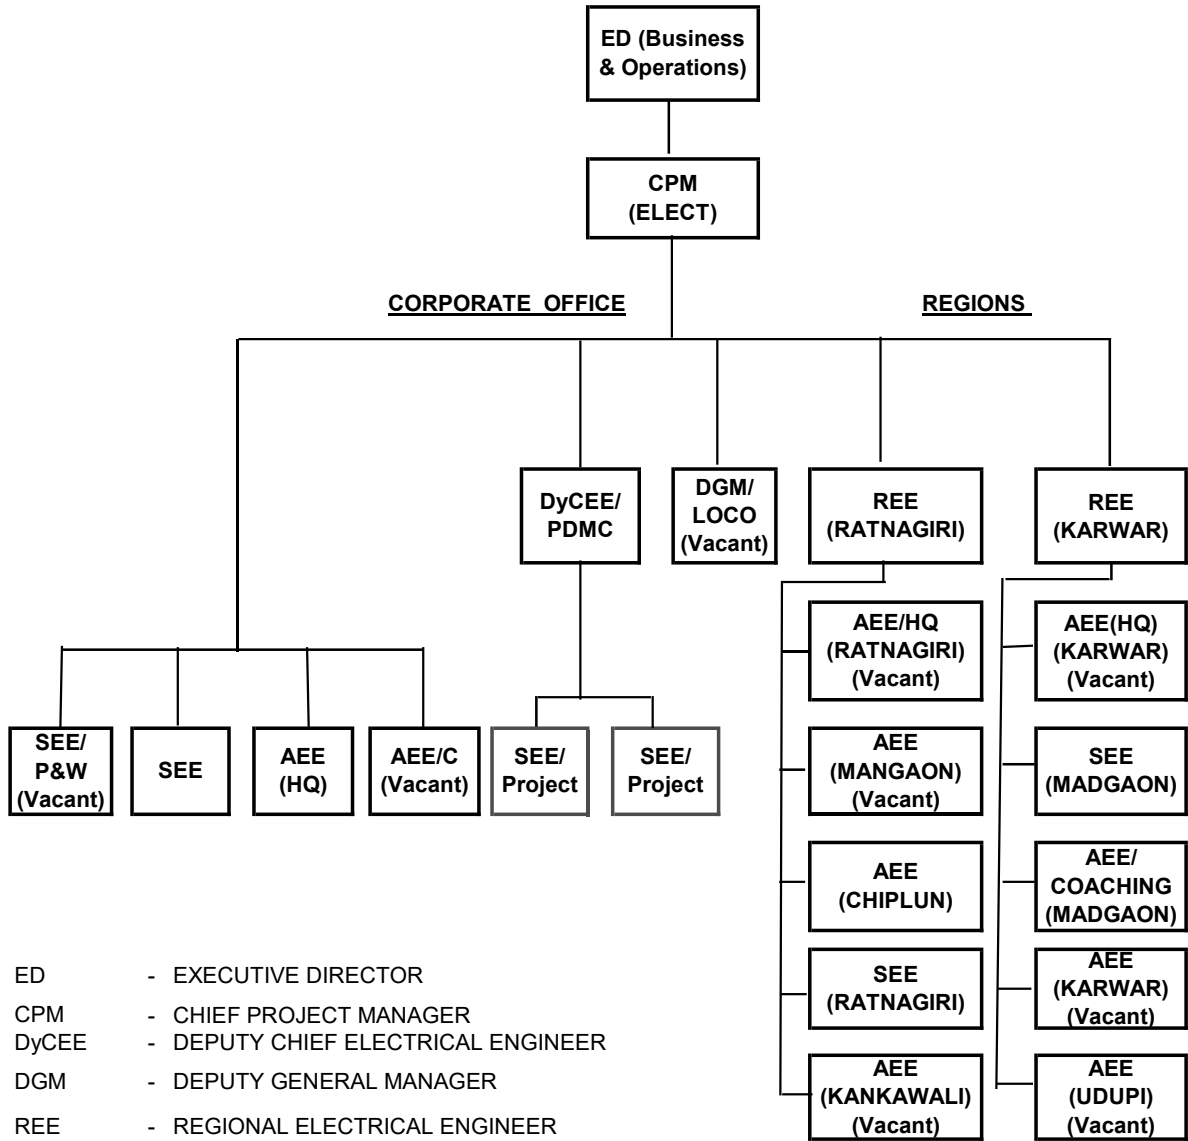 ED (Business
& Operations)
CPM
(ELECT)
CORPORATE OFFICE
REGIONS
DyCEE/
PDMC
DGM/
LOCO
(Vacant)
REE
(RATNAGIRI)
REE
(KARWAR)
SEE/
P&W
(Vacant)
SEE
AEE
(HQ)
AEE/C
(Vacant)
SEE/
Project
SEE/
Project
AEE/HQ
(RATNAGIRI)
(Vacant)
AEE
(MANGAON)
(Vacant)
AEE
(CHIPLUN)
SEE
(RATNAGIRI)
AEE
(KANKAWALI)
(Vacant)
AEE(HQ)
(KARWAR)
(Vacant)
SEE
(MADGAON)
AEE/
COACHING
(MADGAON)
AEE
(KARWAR)
(Vacant)
AEE
(UDUPI)
(Vacant)
ED - EXECUTIVE DIRECTOR
CPM - CHIEF PROJECT MANAGER
DyCEE - DEPUTY CHIEF ELECTRICAL ENGINEER
DGM - DEPUTY GENERAL MANAGER
REE - REGIONAL ELECTRICAL ENGINEER